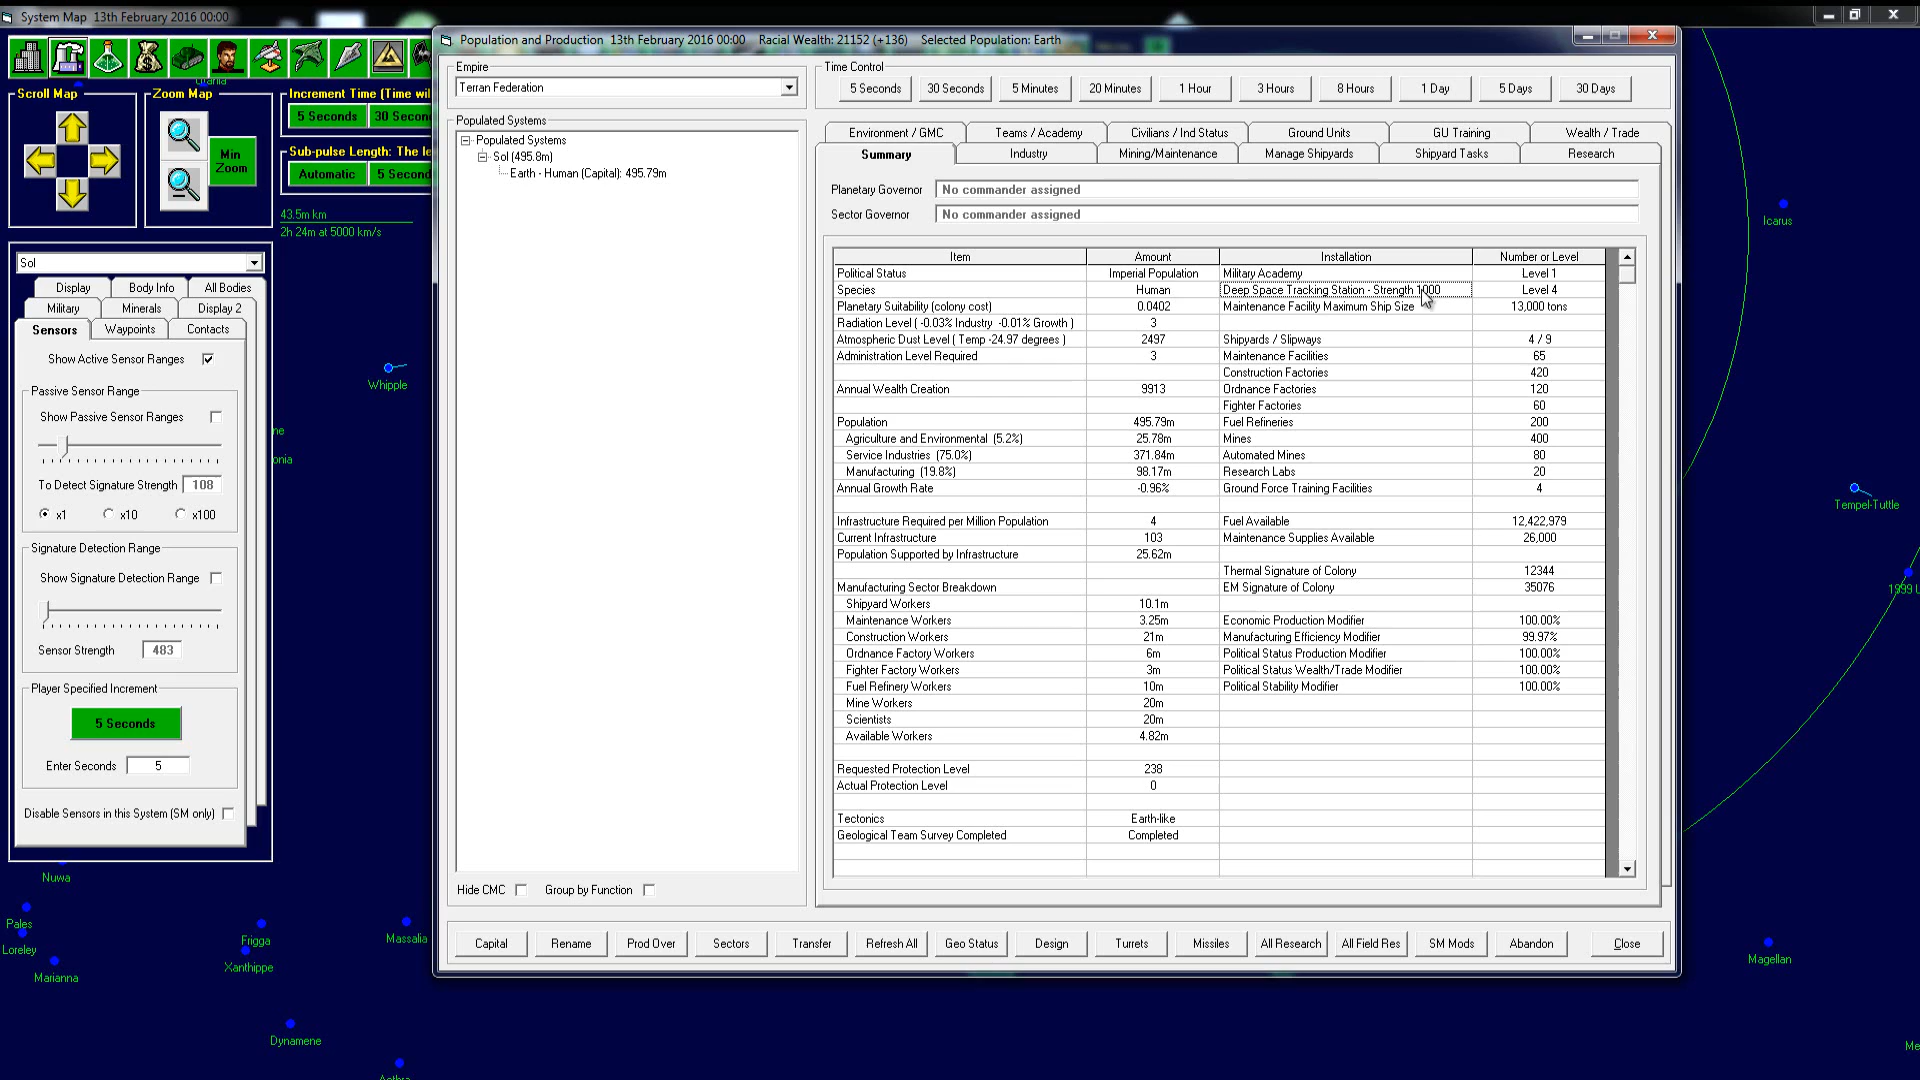 System Map  13th February 2016 00:00
Scroll Map
Zoom Map
Min Zoom
Increment Time (Time wil
5 Seconds
30 Secon
Sub-pulse Length: The le
Automatic
5 Second
43.5m km
2h 24m at 5000 km/s
Sol
Display
Body Info
All Bodies
Military
Minerals
Display 2
Sensors
Waypoints
Contacts
Show Active Sensor Ranges
Passive Sensor Range
Show Passive Sensor Ranges
To Detect Signature Strength 108
x1
x10
x100
Signature Detection Range
Show Signature Detection Range
Sensor Strength 483
Player Specified Increment
5 Seconds
Enter Seconds 5
Disable Sensors in this System (SM only)
Whipple
ne
onia
Nuwa
Pales
Loreley
Marianna
Frigga
Xanthippe
Massalia
Dynamene
Icarus
Tempel-Tuttle
1999 U
Magellan
Me
Population and Production  13th February 2016 00:00    Racial Wealth: 21152 (+136)    Selected Population: Earth
Empire
Terran Federation
Populated Systems
Populated Systems
Sol (495.8m)
Earth - Human (Capital): 495.79m
Hide CMC
Group by Function
Time Control
5 Seconds
30 Seconds
5 Minutes
20 Minutes
1 Hour
3 Hours
8 Hours
1 Day
5 Days
30 Days
Environment / GMC
Teams / Academy
Civilians / Ind Status
Ground Units
GU Training
Wealth / Trade
Summary
Industry
Mining/Maintenance
Manage Shipyards
Shipyard Tasks
Research
Planetary Governor No commander assigned
Sector Governor No commander assigned
Item Amount Installation Number or Level
Political Status Imperial Population Military Academy Level 1
Species Human Deep Space Tracking Station - Strength 1000 Level 4
Planetary Suitability (colony cost) 0.0402 Maintenance Facility Maximum Ship Size 13,000 tons
Radiation Level ( -0.03% Industry  -0.01% Growth ) 3
Atmospheric Dust Level ( Temp -24.97 degrees ) 2497 Shipyards / Slipways 4 / 9
Administration Level Required 3 Maintenance Facilities 65
Construction Factories 420
Annual Wealth Creation 9913 Ordnance Factories 120
Fighter Factories 60
Population 495.79m Fuel Refineries 200
Agriculture and Environmental (5.2%) 25.78m Mines 400
Service Industries (75.0%) 371.84m Automated Mines 80
Manufacturing (19.8%) 98.17m Research Labs 20
Annual Growth Rate -0.96% Ground Force Training Facilities 4
Infrastructure Required per Million Population 4 Fuel Available 12,422,979
Current Infrastructure 103 Maintenance Supplies Available 26,000
Population Supported by Infrastructure 25.62m
Thermal Signature of Colony 12344
Manufacturing Sector Breakdown EM Signature of Colony 35076
Shipyard Workers 10.1m
Maintenance Workers 3.25m Economic Production Modifier 100.00%
Construction Workers 21m Manufacturing Efficiency Modifier 99.97%
Ordnance Factory Workers 6m Political Status Production Modifier 100.00%
Fighter Factory Workers 3m Political Status Wealth/Trade Modifier 100.00%
Fuel Refinery Workers 10m Political Stability Modifier 100.00%
Mine Workers 20m
Scientists 20m
Available Workers 4.82m
Requested Protection Level 238
Actual Protection Level 0
Tectonics Earth-like
Geological Team Survey Completed Completed
Capital
Rename
Prod Over
Sectors
Transfer
Refresh All
Geo Status
Design
Turrets
Missiles
All Research
All Field Res
SM Mods
Abandon
Close